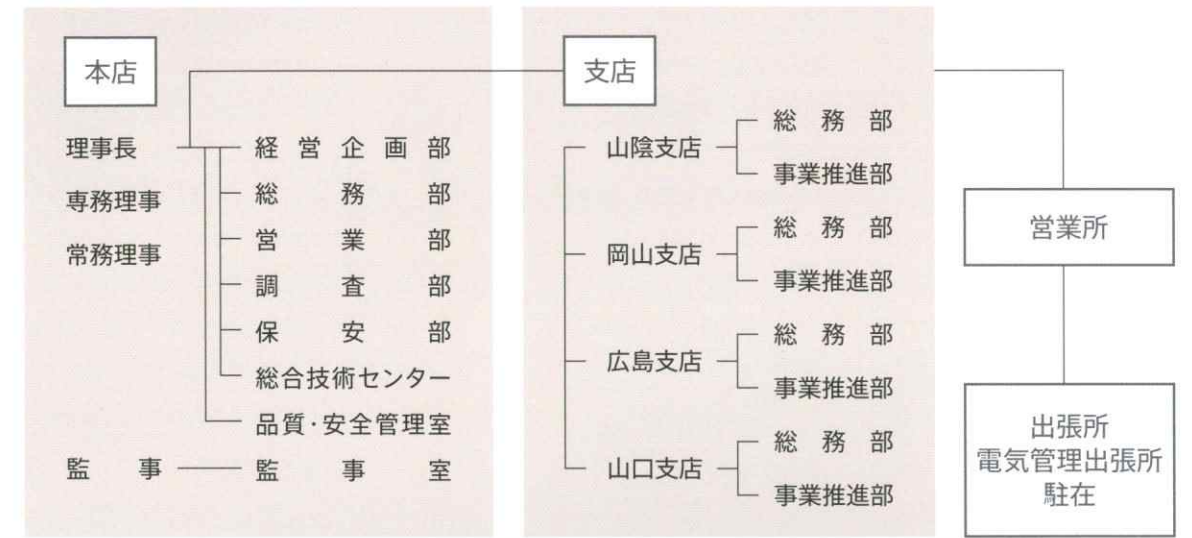 本店
理事長
専務理事
常務理事
経営企画部
総務部
営業部
調査部
保安部
総合技術センター
品質・安全管理室
監事
監事室
支店
山陰支店
総務部
事業推進部
岡山支店
総務部
事業推進部
広島支店
総務部
事業推進部
山口支店
総務部
事業推進部
営業所
出張所
電気管理出張所
駐在